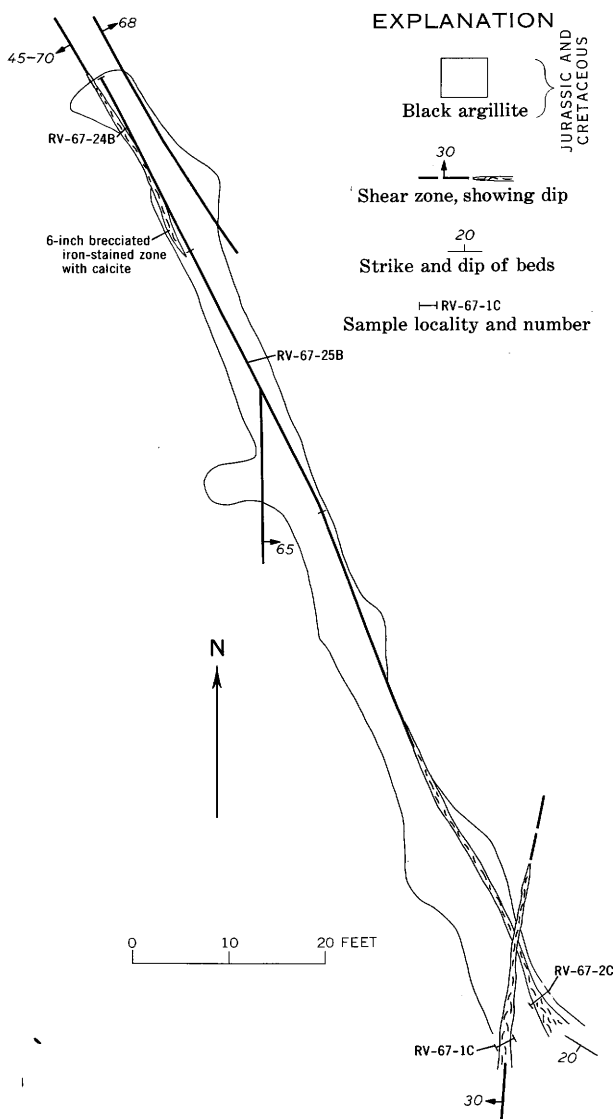 EXPLANATION
Black argillite
JURASSIC AND
CRETACEOUS
30
Shear zone, showing dip
20
Strike and dip of beds
RV-67-1C
Sample locality and number
68
45-70
RV-67-24B
6-inch brecciated
iron-stained zone
with calcite
RV-67-25B
65
N
0 10 20 FEET
RV-67-2C
RV-67-1C
20
30